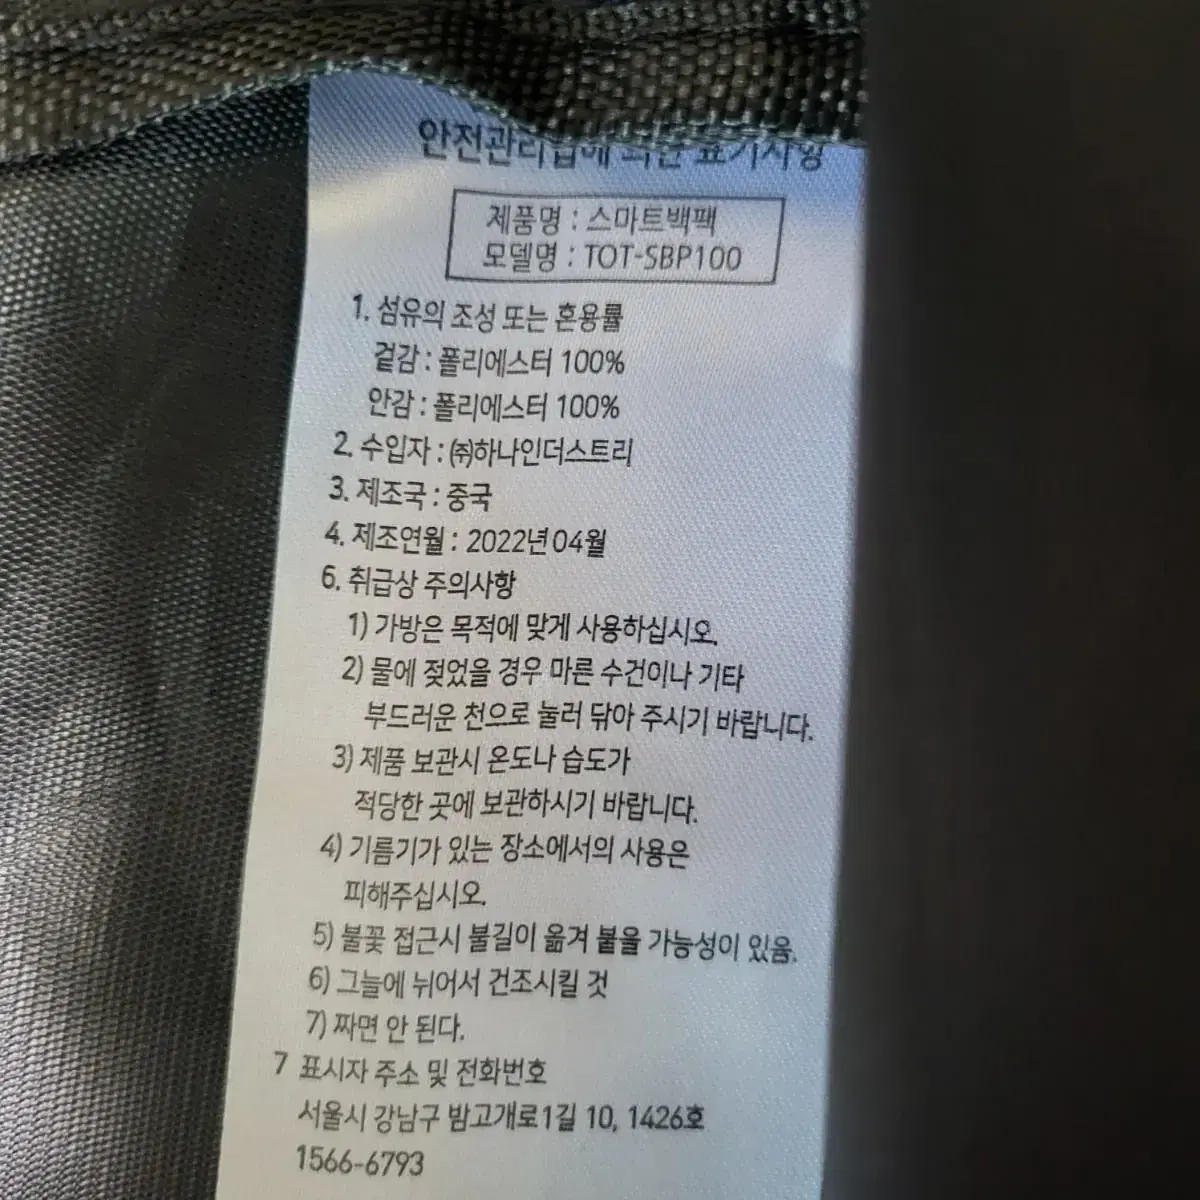 안전관리법에 의한 표기사항
제품명 : 스마트백팩
모델명 : TOT-SBP100
1. 섬유의 조성 또는 혼용률
겉감 : 폴리에스터 100%
안감 : 폴리에스터 100%
2. 수입자 : ㈜하나인더스트리
3. 제조국 : 중국
4. 제조연월 : 2022년 04월
6. 취급상 주의사항
1) 가방은 목적에 맞게 사용하십시오.
2) 물에 젖었을 경우 마른 수건이나 기타
부드러운 천으로 눌러 닦아 주시기 바랍니다.
3) 제품 보관시 온도나 습도가
적당한 곳에 보관하시기 바랍니다.
4) 기름기가 있는 장소에서의 사용은
피해주십시오.
5) 불꽃 접근시 불길이 옮겨 붙을 가능성이 있음.
6) 그늘에 뉘어서 건조시킬 것
7) 짜면 안 된다.
7 표시자 주소 및 전화번호
서울시 강남구 밤고개로1길 10, 1426호
1566-6793